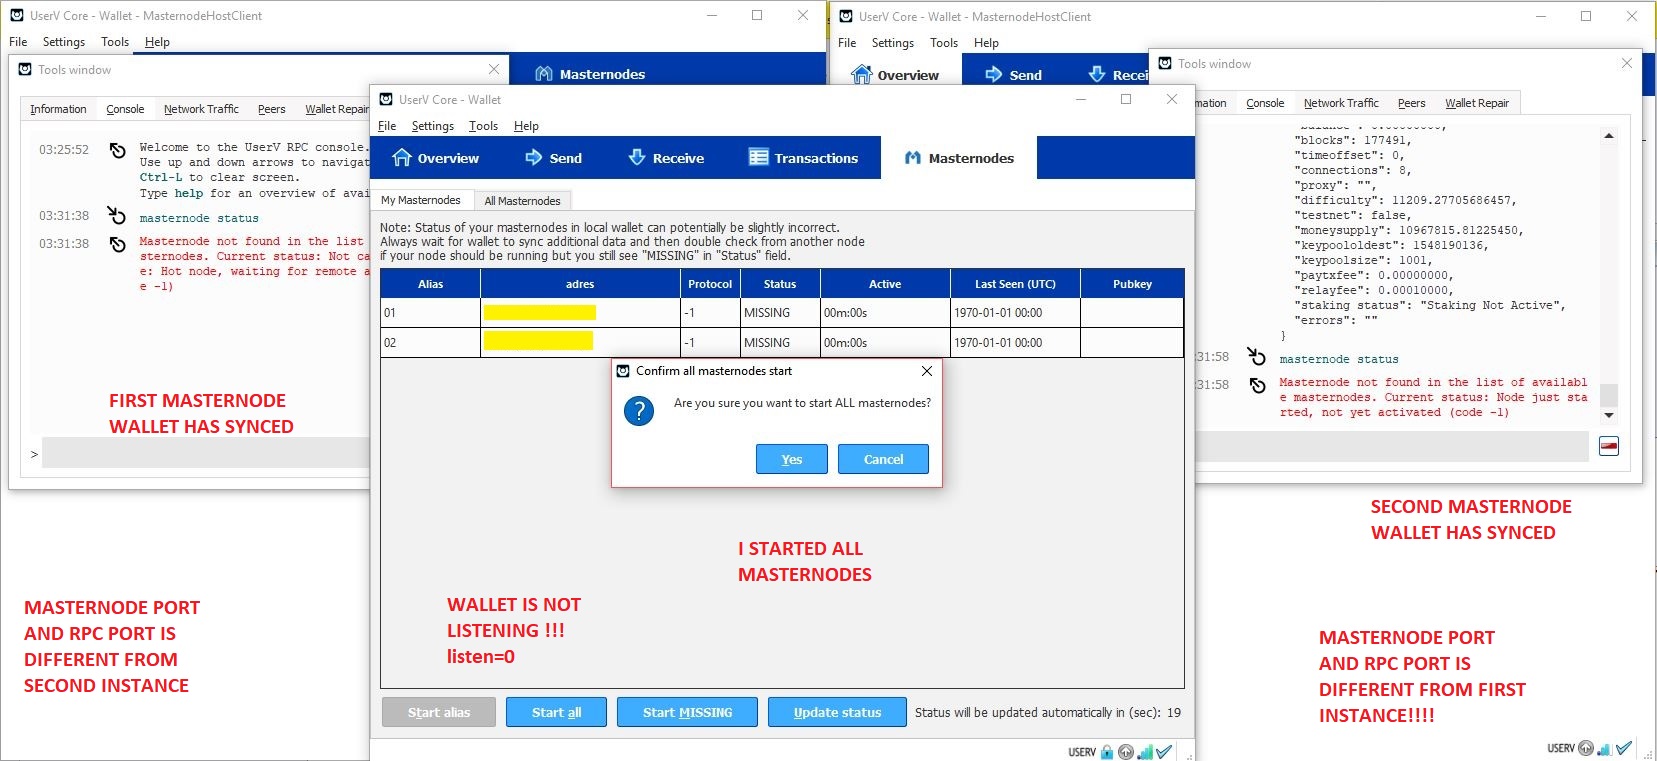 UserV Core - Wallet - MasternodeHostClient
File Settings Tools Help
Masternodes
Tools window
Information Console Network Traffic Peers Wallet Repair
03:25:52 Welcome to the UserV RPC console.
Use up and down arrows to navigat
Ctrl-L to clear screen.
Type help for an overview of avai
03:31:38 masternode status
03:31:38 Masternode not found in the list
sternodes. Current status: Not ca
e: Hot node, waiting for remote a
e -1)
FIRST MASTERNODE
WALLET HAS SYNCED
>
MASTERNODE PORT
AND RPC PORT IS
DIFFERENT FROM
SECOND INSTANCE
UserV Core - Wallet
File Settings Tools Help
Overview Send Receive Transactions Masternodes
My Masternodes All Masternodes
Note: Status of your masternodes in local wallet can potentially be slightly incorrect.
Always wait for wallet to sync additional data and then double check from another node
if your node should be running but you still see "MISSING" in "Status" field.
Alias adres Protocol Status Active Last Seen (UTC) Pubkey
01 -1 MISSING 00m:00s 1970-01-01 00:00
02 -1 MISSING 00m:00s 1970-01-01 00:00
Confirm all masternodes start
? Are you sure you want to start ALL masternodes?
Yes Cancel
I STARTED ALL
MASTERNODES
WALLET IS NOT
LISTENING !!!
listen=0
Start alias Start all Start MISSING Update status Status will be updated automatically in (sec): 19
USERV
UserV Core - Wallet - MasternodeHostClient
File Settings Tools Help
Overview Send Recei
Tools window
mation Console Network Traffic Peers Wallet Repair
"balance": 0.00000000,
"blocks": 177491,
"timeoffset": 0,
"connections": 8,
"proxy": "",
"difficulty": 11209.27705686457,
"testnet": false,
"moneysupply": 10967815.81225450,
"keypoololdest": 1548190136,
"keypoolsize": 1001,
"paytxfee": 0.00000000,
"relayfee": 0.00010000,
"staking status": "Staking Not Active",
"errors": ""
}
:31:58 masternode status
:31:58 Masternode not found in the list of availabl
e masternodes. Current status: Node just sta
rted, not yet activated (code -1)
SECOND MASTERNODE
WALLET HAS SYNCED
MASTERNODE PORT
AND RPC PORT IS
DIFFERENT FROM FIRST
INSTANCE!!!!
USERV